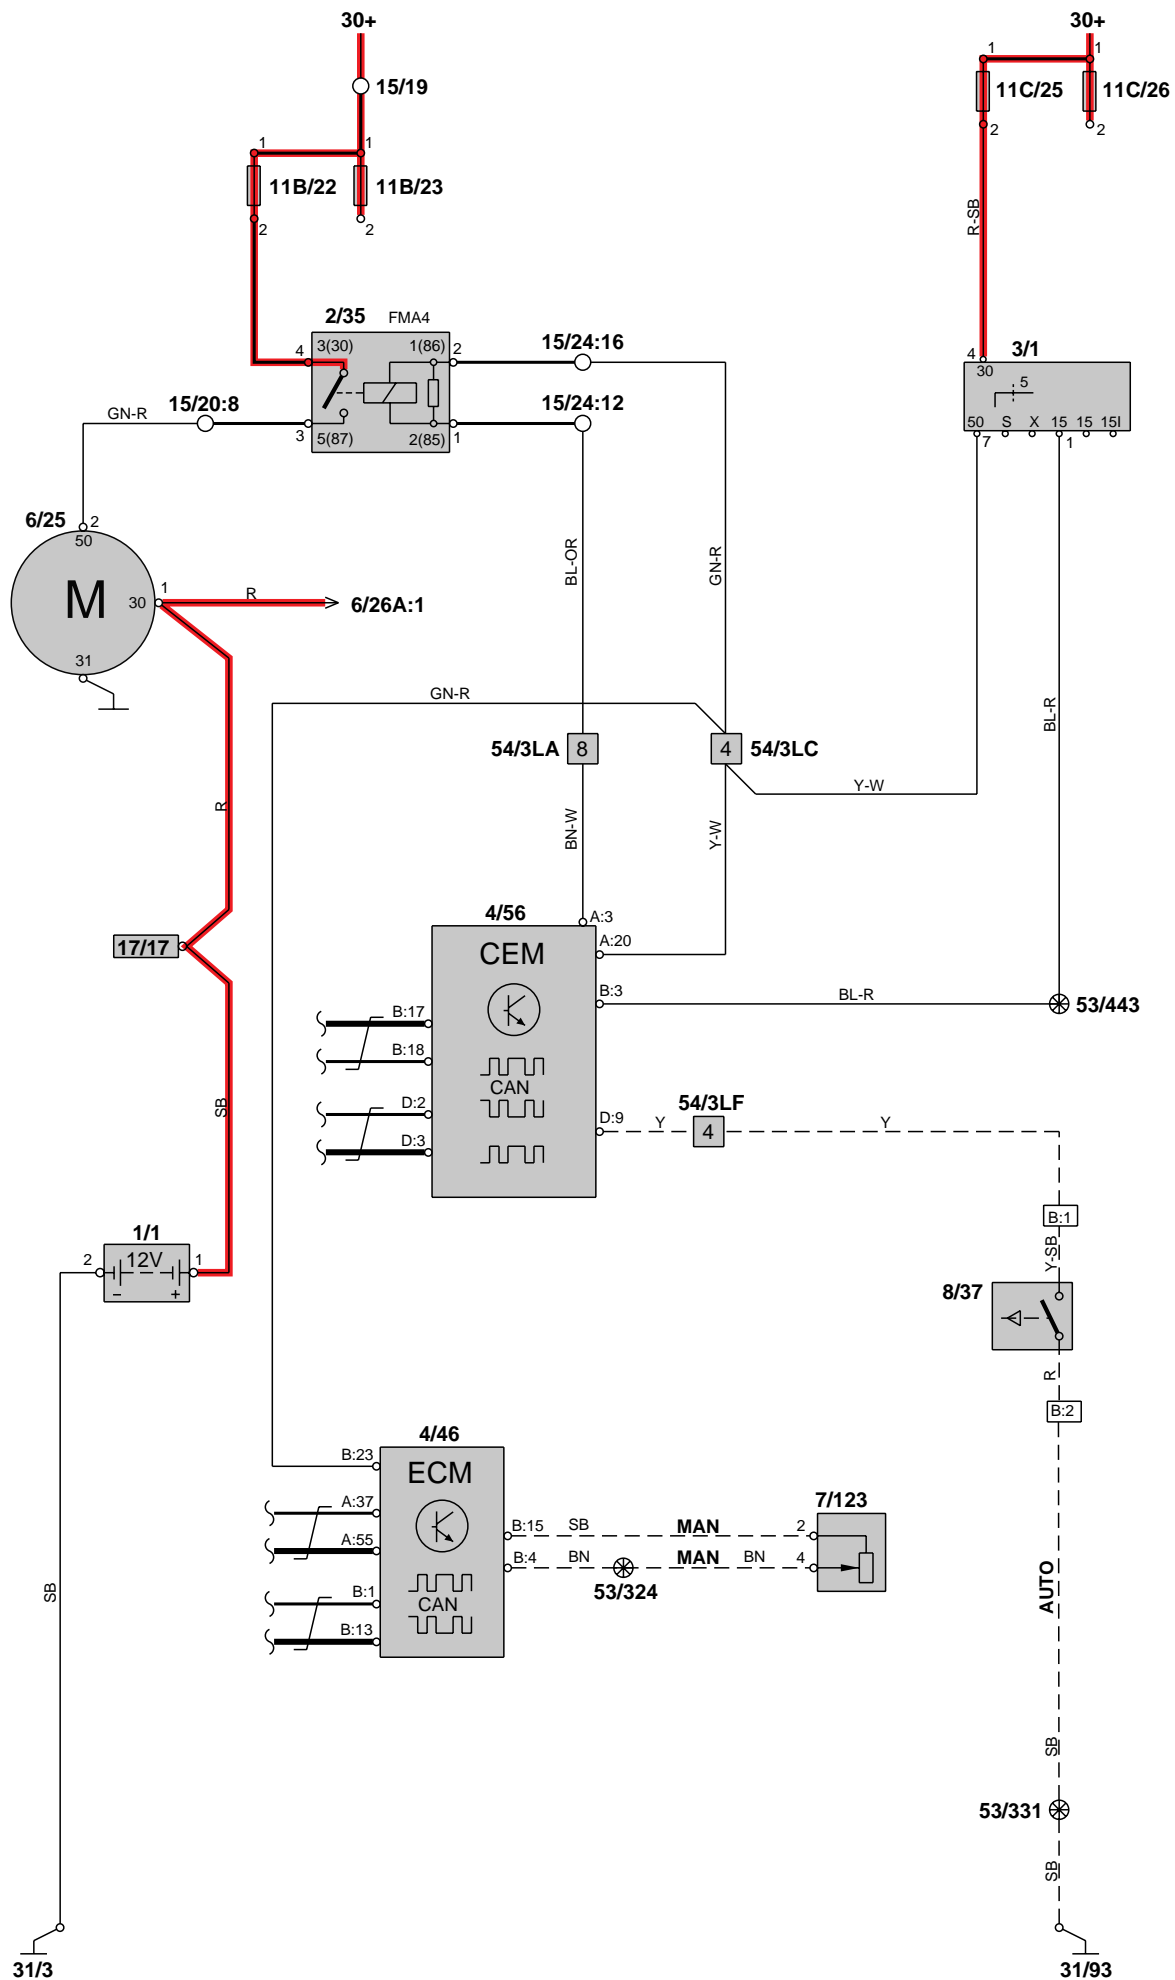 30+
30+
15/19
1
1
11C/25
11C/26
2
2
1
1
11B/22
11B/23
2
2
R-SB
2/35
FMA4
4
3(30)
1(86)
2
15/24:16
4
3/1
30
5
15/20:8
GN-R
15/24:12
3
5(87)
2(85)
1
50
S
X
15
15
15I
7
1
6/25
2
50
M
30
1
R
6/26A:1
31
BL-OR
GN-R
GN-R
BL-R
54/3LA
8
4
54/3LC
Y-W
R
BN-W
Y-W
4/56
A:3
CEM
A:20
17/17
B:3
BL-R
53/443
B:17
B:18
CAN
SB
D:2
D:3
D:9
Y
54/3LF
4
Y
B:1
Y-SB
1/1
2
12V
1
–
+
8/37
R
B:2
4/46
B:23
ECM
A:37
A:55
B:15
SB
MAN
2
7/123
B:4
BN
MAN
BN
4
53/324
B:1
CAN
B:13
SB
AUTO
SB
53/331
SB
31/3
31/93